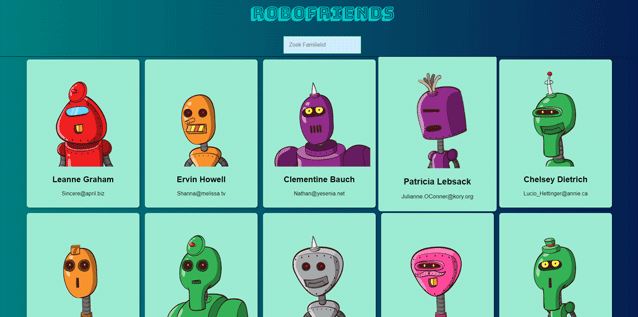 ROBOFRIENDS
Zoek Familielid!
Leanne Graham
Sincere@april.biz
Ervin Howell
Shanna@melissa.tv
Clementine Bauch
Nathan@yesenia.net
Patricia Lebsack
Julianne.OConner@kory.org
Chelsey Dietrich
Lucio_Hettinger@annie.ca